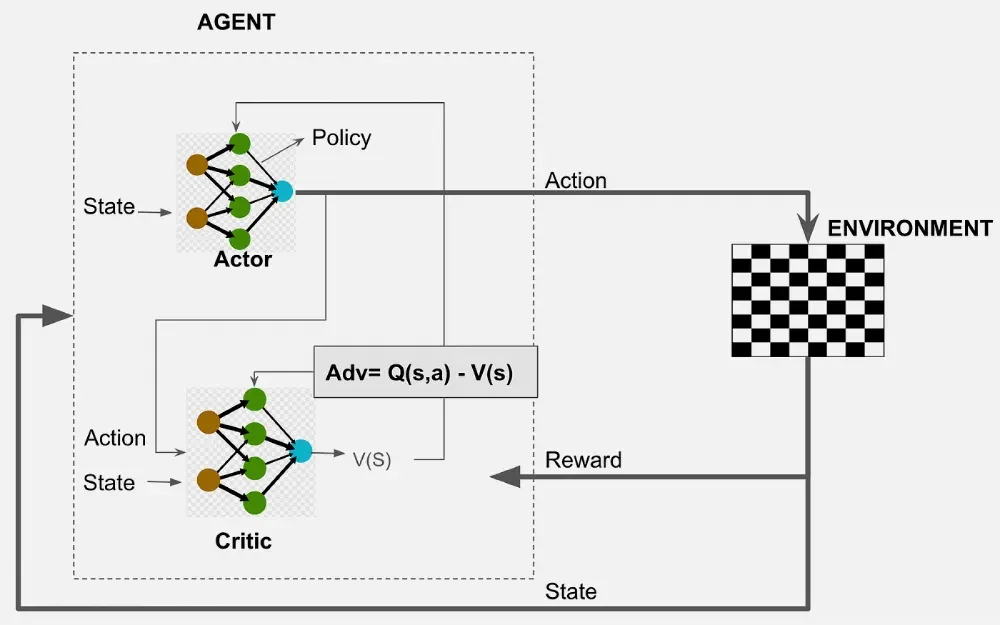 AGENT
Policy
State
Actor
Action
ENVIRONMENT
Adv= Q(s,a) - V(s)
Action
State
V(S)
Critic
Reward
State